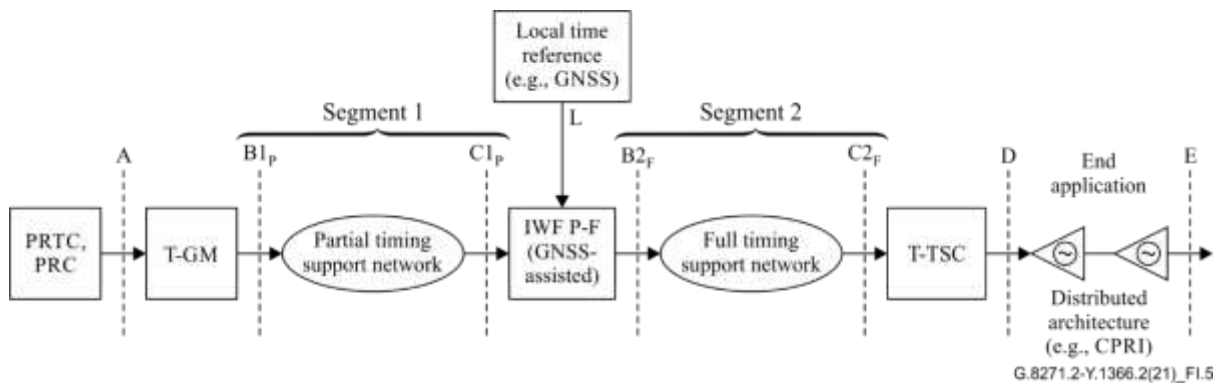 Local time
reference
(e.g., GNSS)
L
Segment 1
Segment 2
A
B1P
C1P
B2F
C2F
D
End
application
E
PRTC,
PRC
T-GM
Partial timing
support network
IWF P-F
(GNSS-
assisted)
Full timing
support network
T-TSC
Distributed
architecture
(e.g., CPRI)
G.8271.2-Y.1366.2(21)_FI.5